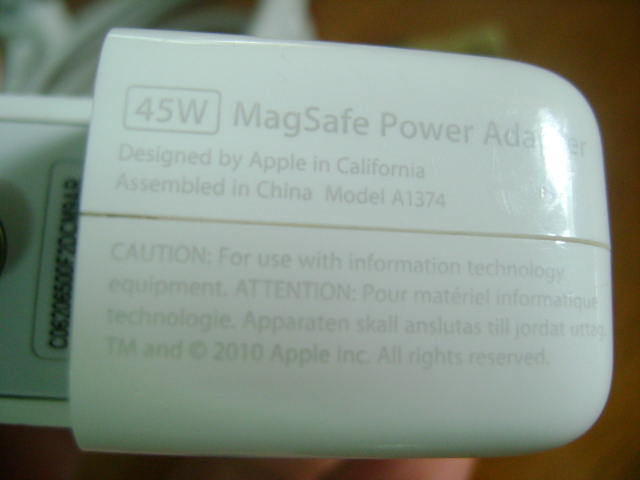 45W MagSafe Power Adapter
Designed by Apple in California
Assembled in China Model A1374
CAUTION: For use with information technology
equipment. ATTENTION: Pour matériel informatique
technologie. Apparaten skall anslutas till jordat uttag
TM and © 2010 Apple Inc. All rights reserved.